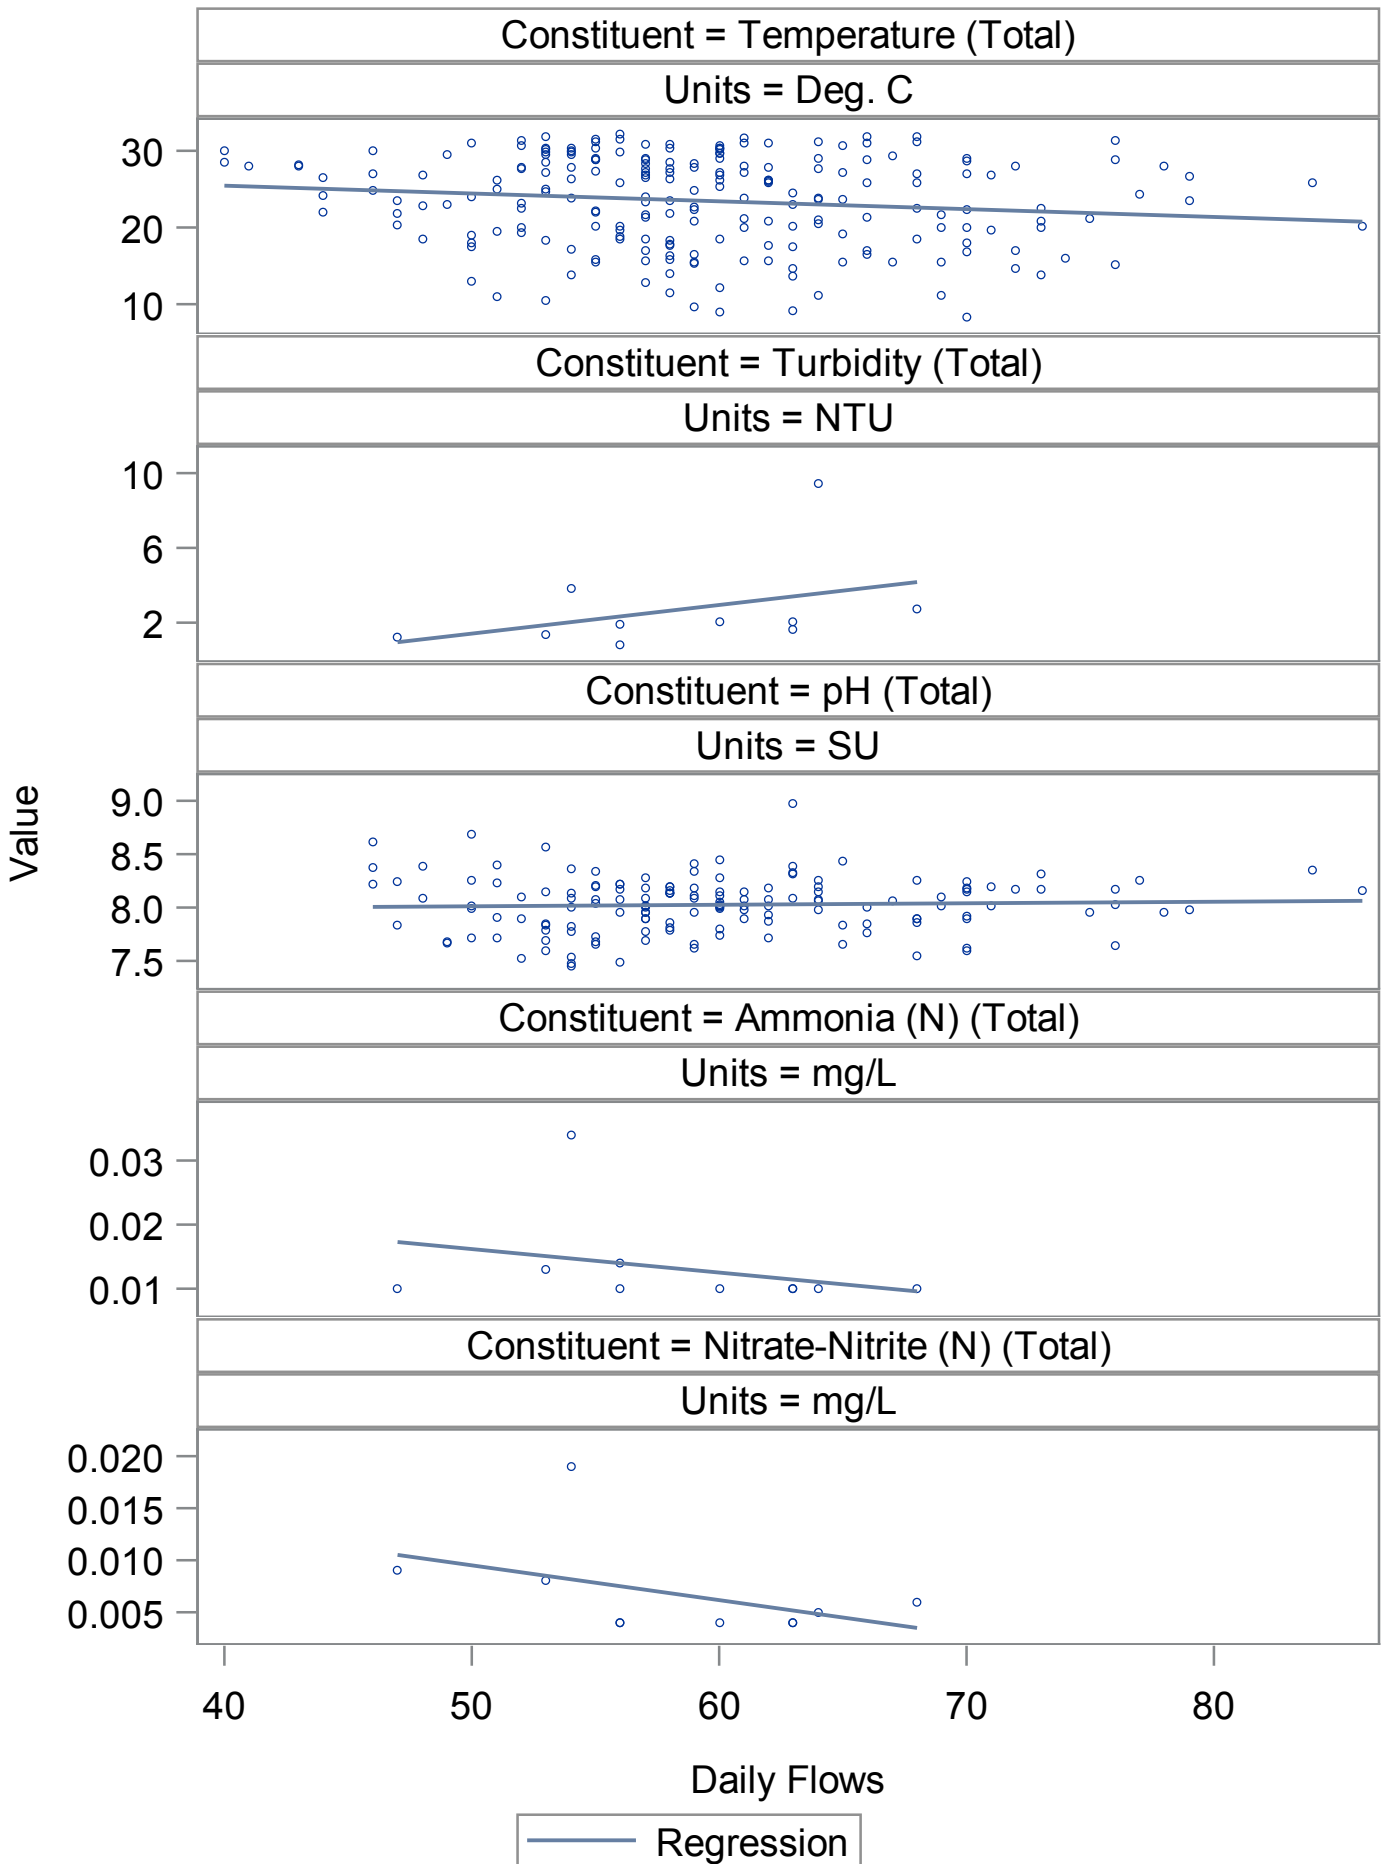 Constituent = Temperature (Total)
Units = Deg. C
30
20
10
Constituent = Turbidity (Total)
Units = NTU
10
6
2
Constituent = pH (Total)
Units = SU
9.0
8.5
8.0
7.5
Value
Constituent = Ammonia (N) (Total)
Units = mg/L
0.03
0.02
0.01
Constituent = Nitrate-Nitrite (N) (Total)
Units = mg/L
0.020
0.015
0.010
0.005
40 50 60 70 80
Daily Flows
Regression